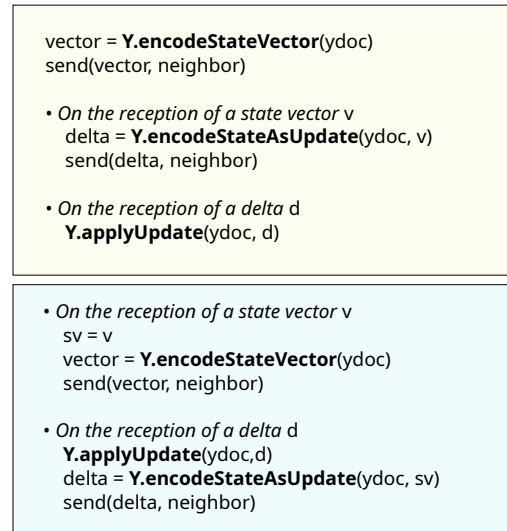 vector = Y.encodeStateVector(ydoc)
send(vector, neighbor)
• On the reception of a state vector v
delta = Y.encodeStateAsUpdate(ydoc, v)
send(delta, neighbor)
• On the reception of a delta d
Y.applyUpdate(ydoc, d)
• On the reception of a state vector v
sv = v
vector = Y.encodeStateVector(ydoc)
send(vector, neighbor)
• On the reception of a delta d
Y.applyUpdate(ydoc,d)
delta = Y.encodeStateAsUpdate(ydoc, sv)
send(delta, neighbor)